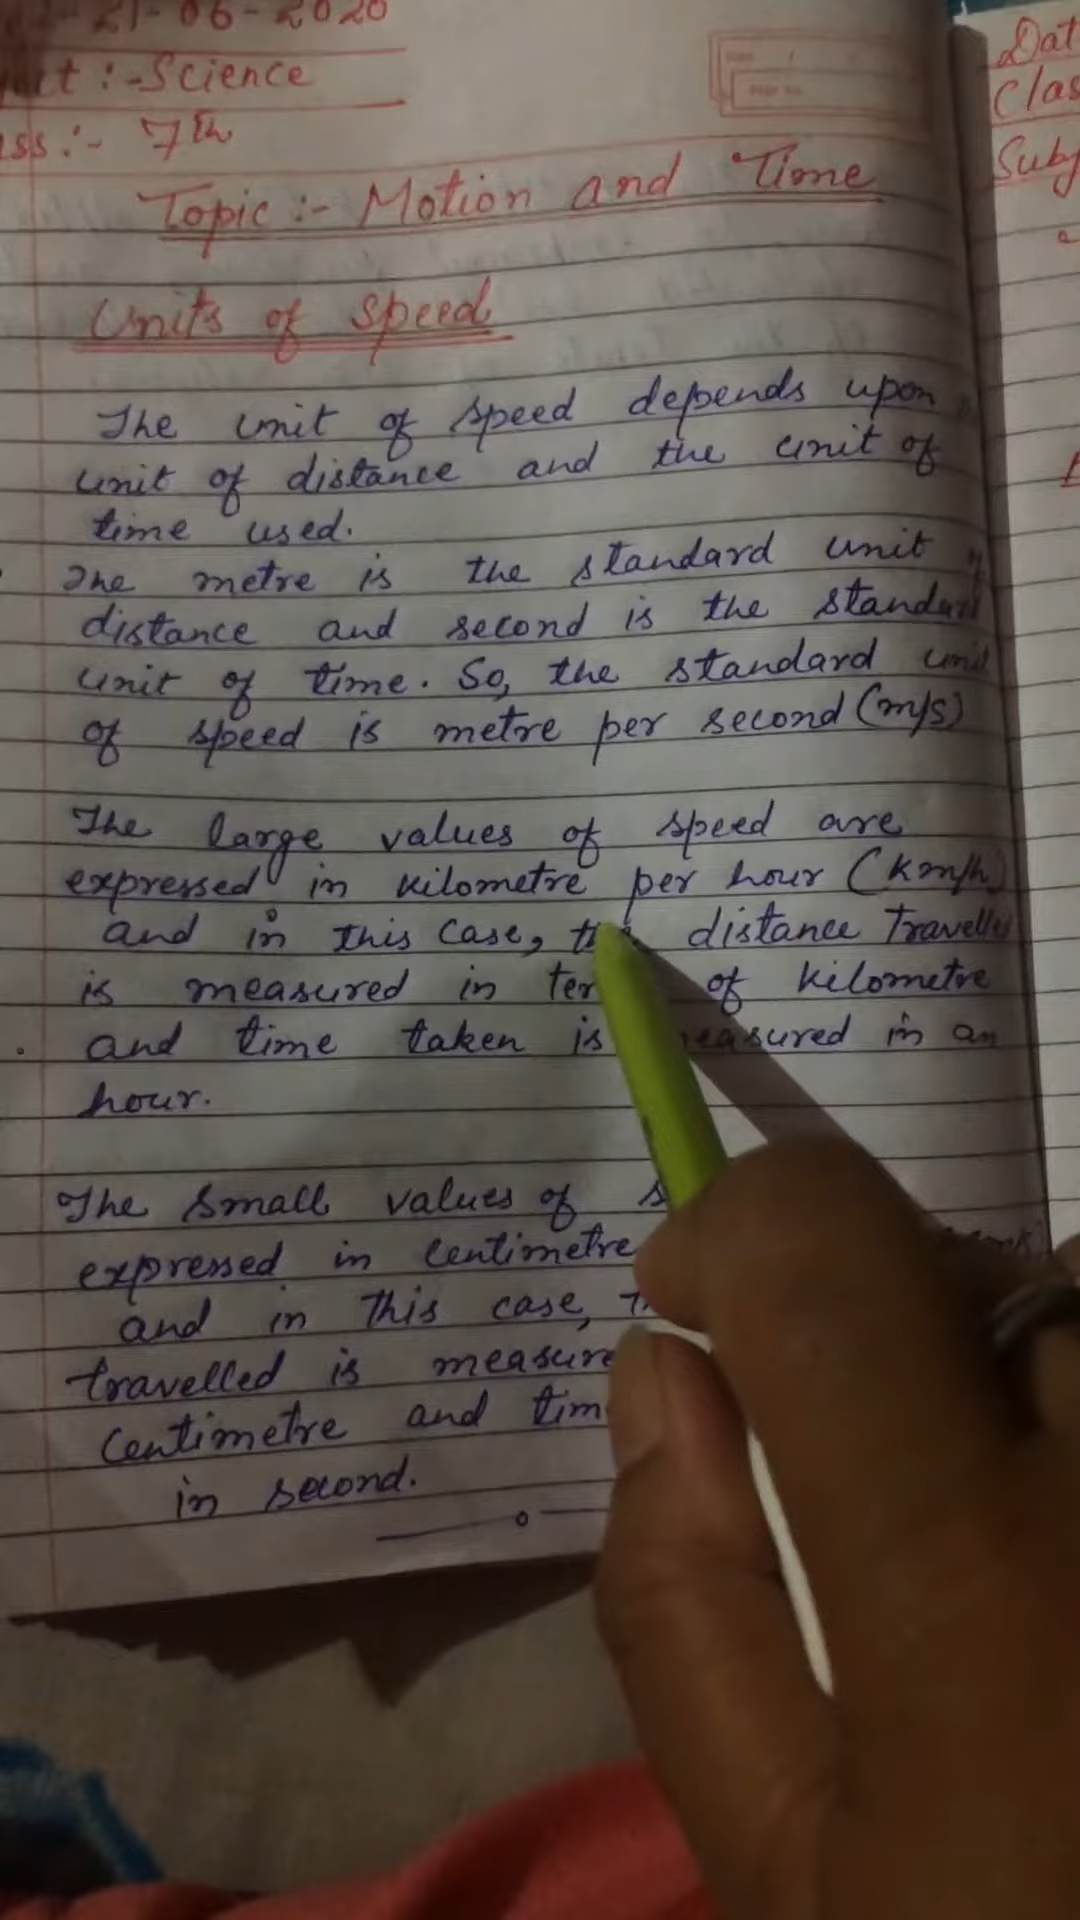 21-06-2020
:-Science
:- 7th
Topic :- Motion and Time
Units of speed
The unit of speed depends upon
unit of distance and the unit of
time used.
The metre is the standard unit
distance and second is the standard
unit of time. So, the standard unit
of speed is metre per second (m/s)
The large values of speed are
expressed in kilometre per hour (km/h)
and in this case, distance
is measured in of kilometre
and time taken is in an
hour.
The small values of
expressed in centimetre
and in this case,
travelled is
centimetre and
in second.